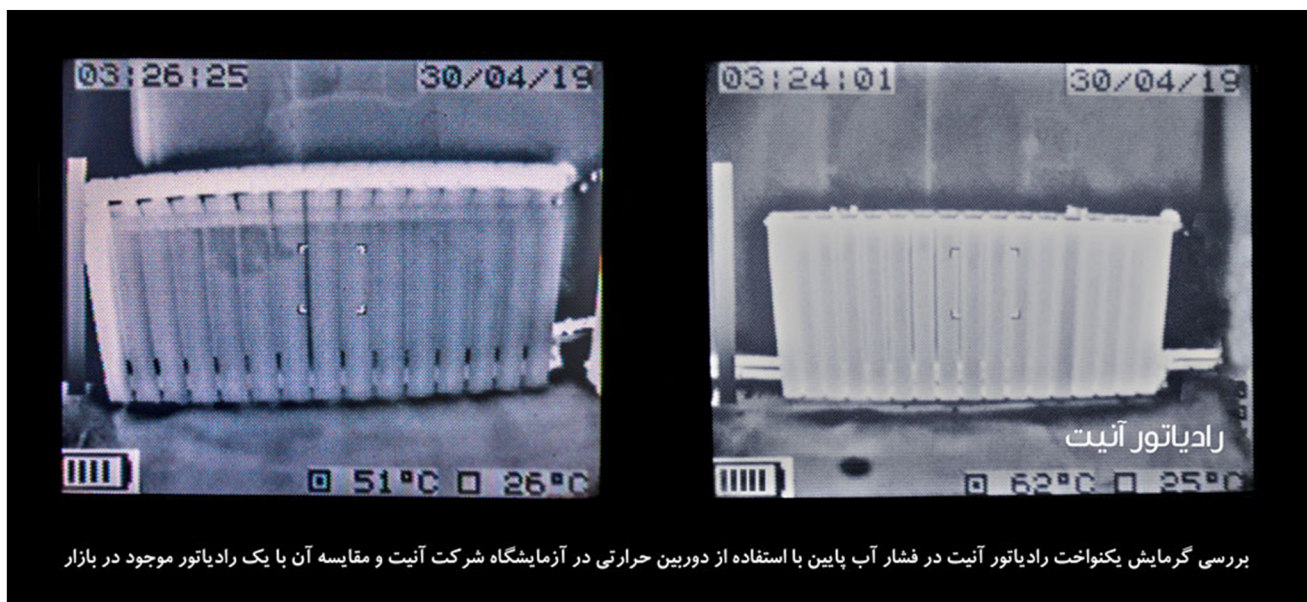 03:26:25 30/04/19
51°C 26°C
03:24:01 30/04/19
رادیاتور آنیت
62°C 25°C
بررسی گرمایش یکنواخت رادیاتور آنیت در فشار آب پایین با استفاده از دوربین حرارتی در آزمایشگاه شرکت آنیت و مقایسه آن با یک رادیاتور موجود در بازار